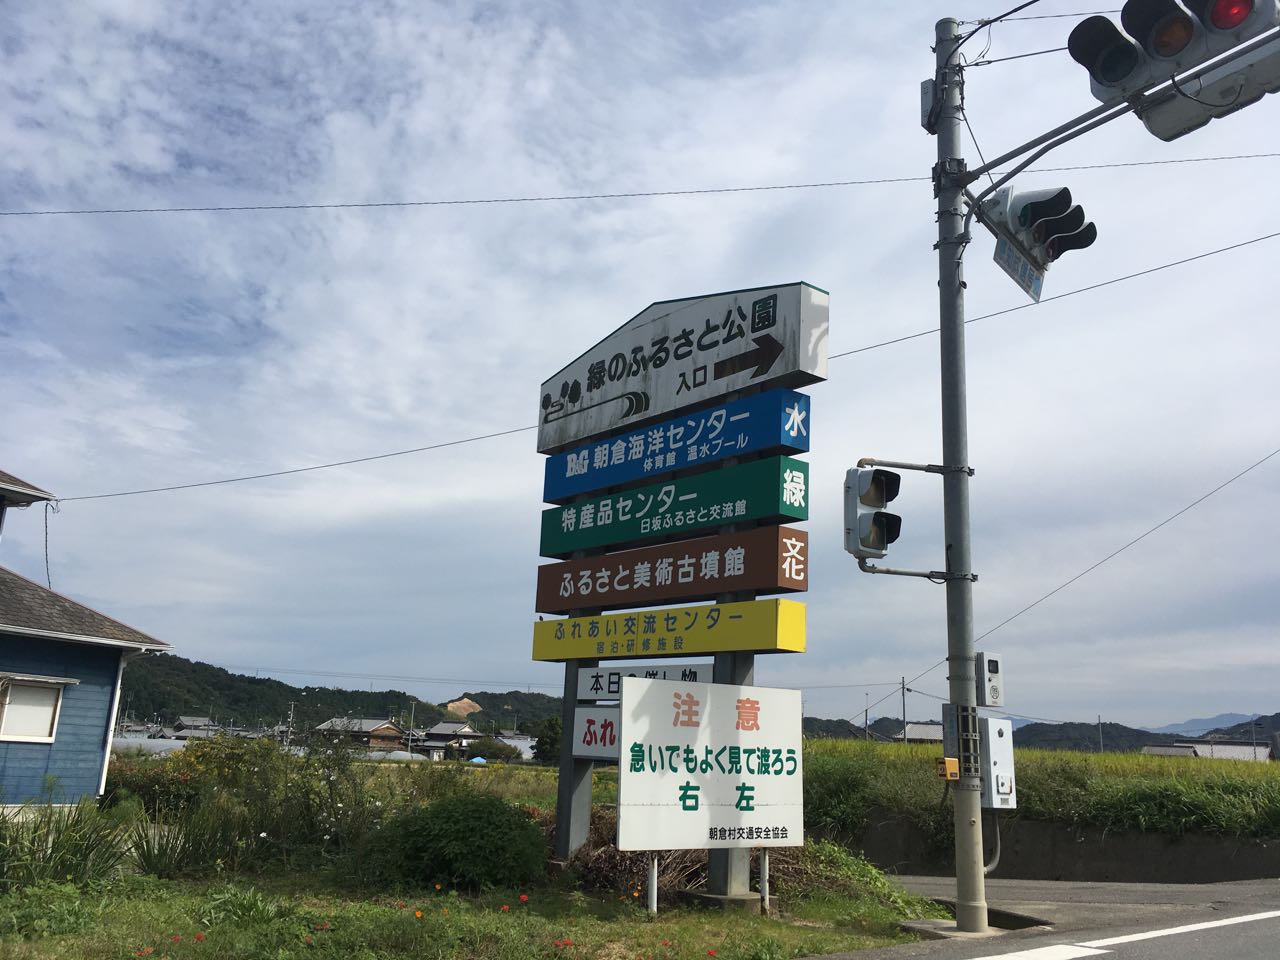 緑のふるさと公園
入口
B&G 朝倉海洋センター
体育館 温水プール
水
特産品センター
日坂ふるさと交流館
緑
ふるさと美術古墳館
文化
ふれあい交流センター
宿泊・研修施設
本日の催し物
ふれ
注意
急いでもよく見て渡ろう
右 左
朝倉村交通安全協会